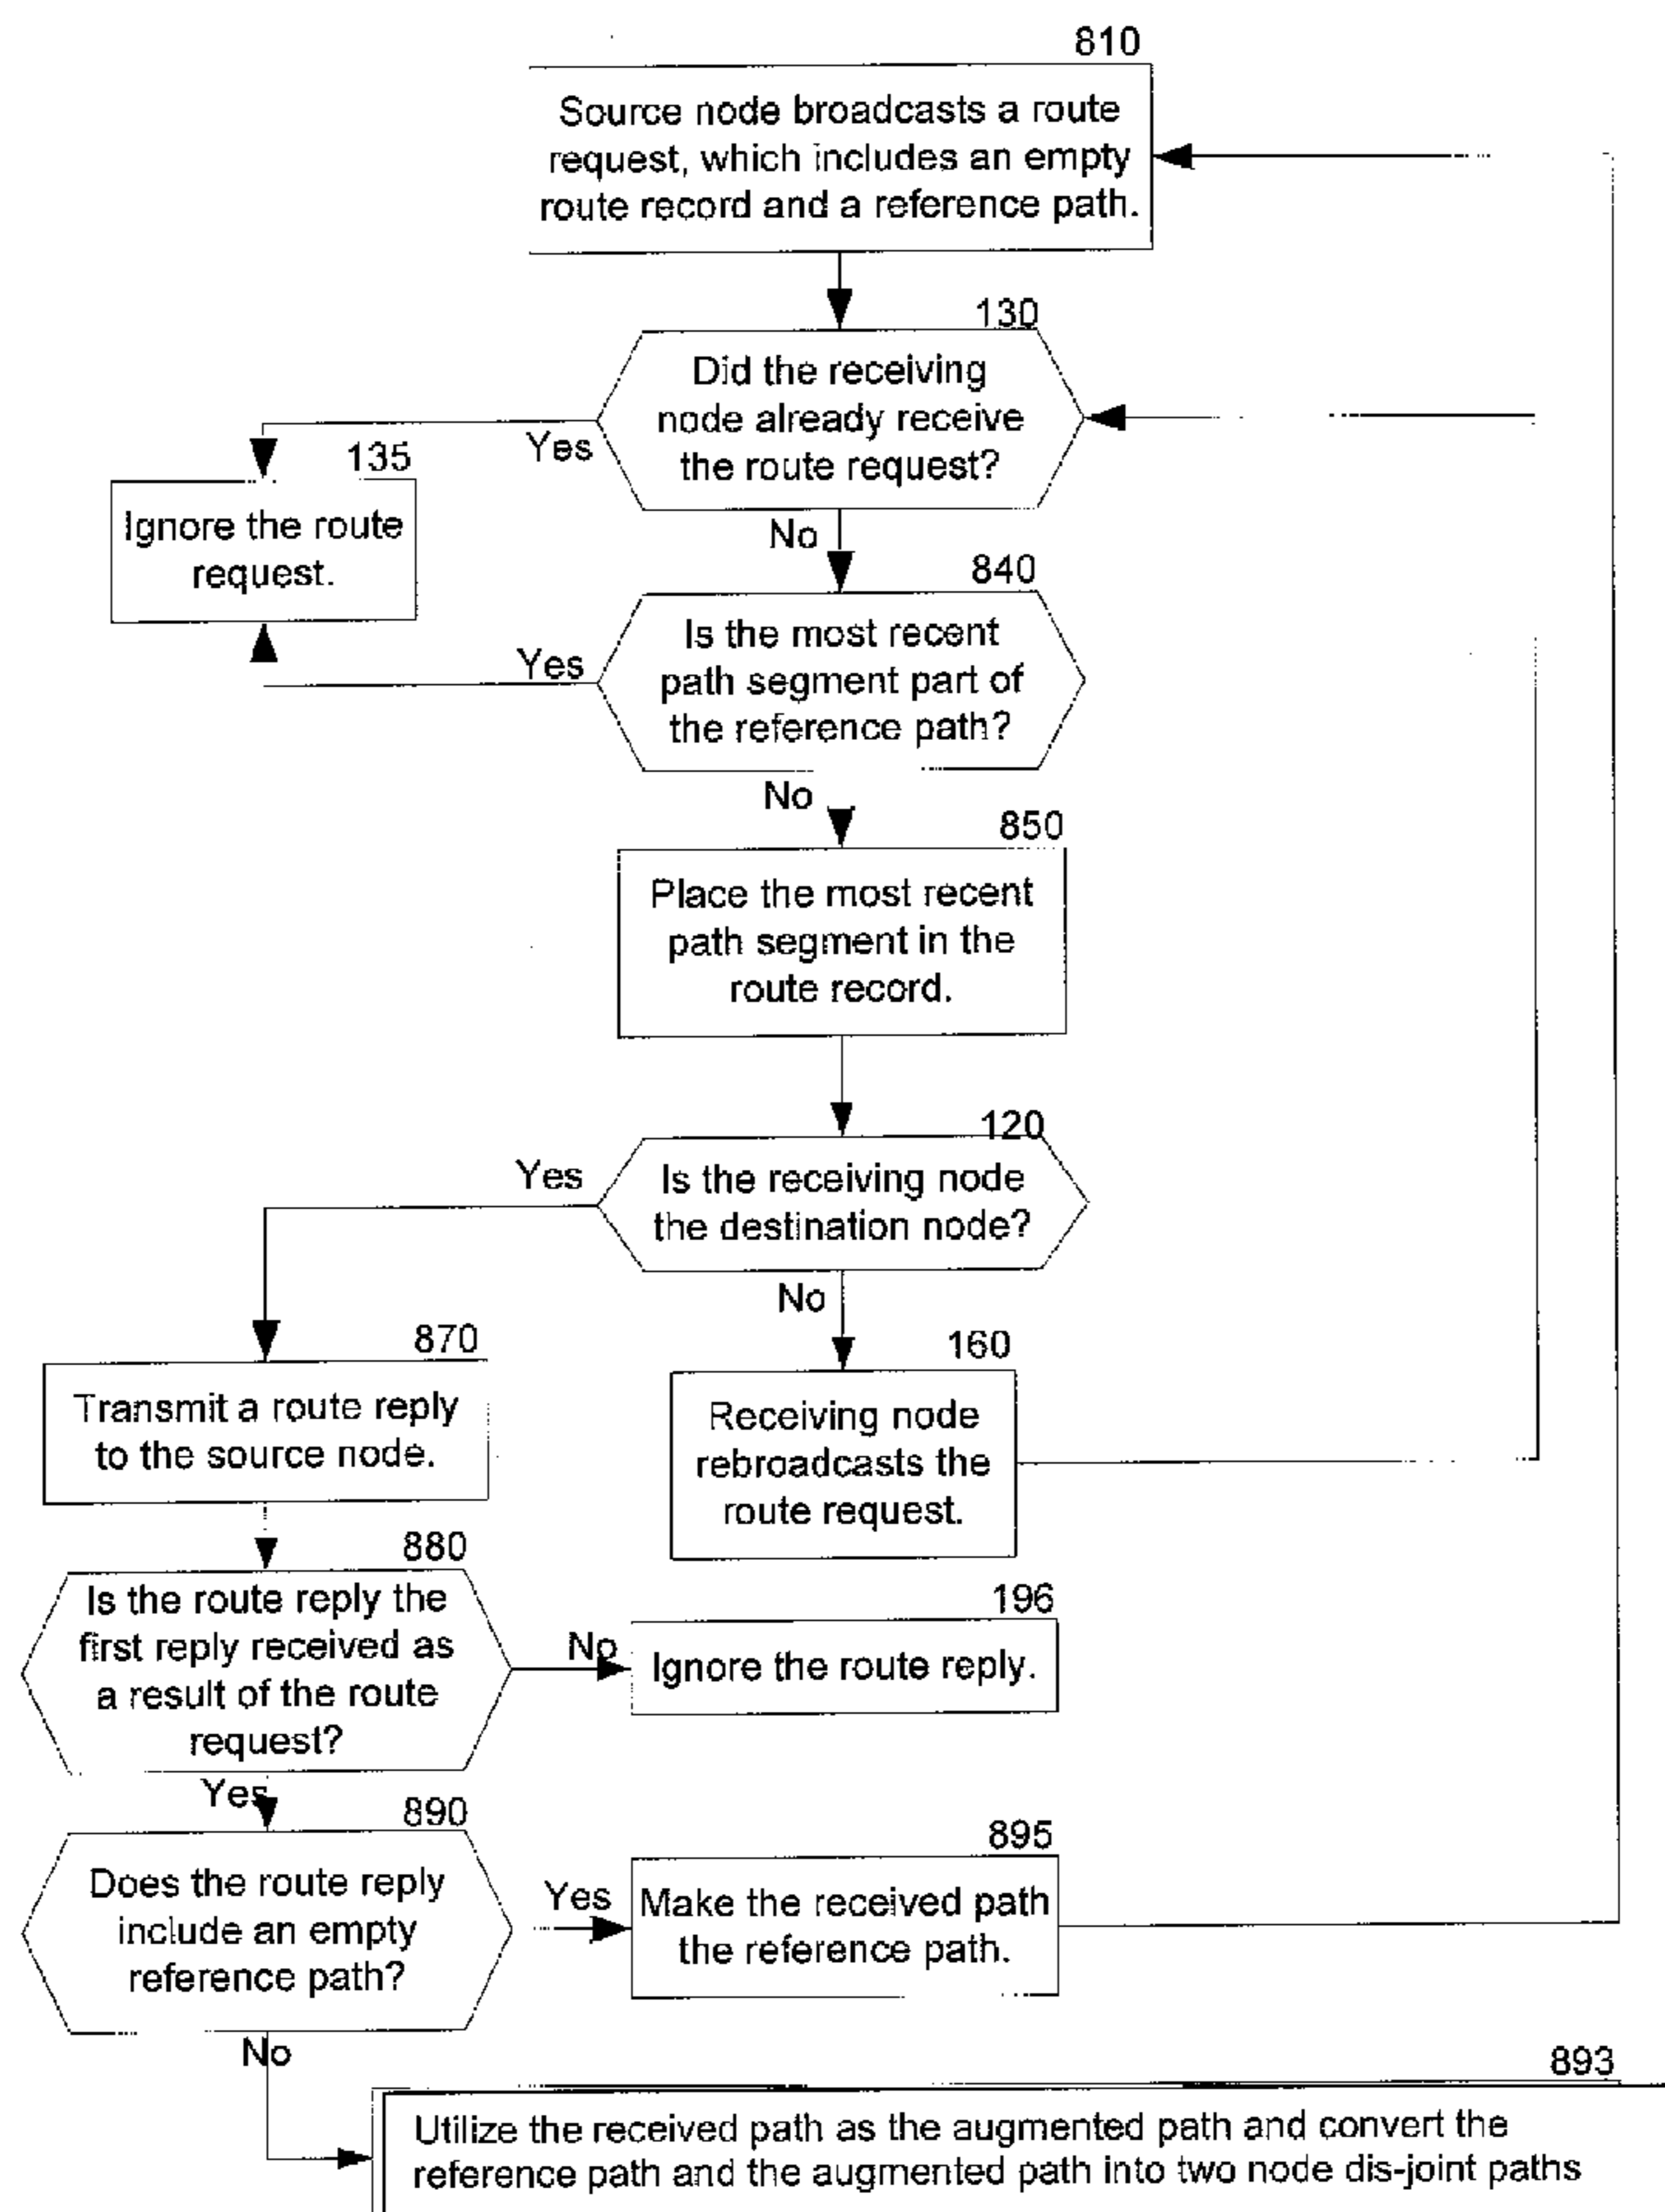 810
Source node broadcasts a route
request, which includes an empty
route record and a reference path.
130
Did the receiving
node already receive
the route request?
Yes
135
Ignore the route
request.
No
840
Is the most recent
path segment part of
the reference path?
Yes
No
850
Place the most recent
path segment in the
route record.
120
Is the receiving node
the destination node?
Yes
No
870
Transmit a route reply
to the source node.
160
Receiving node
rebroadcasts the
route request.
880
Is the route reply the
first reply received as
a result of the route
request?
No
196
Ignore the route reply.
Yes
890
Does the route reply
include an empty
reference path?
Yes
895
Make the received path
the reference path.
No
893
Utilize the received path as the augmented path and convert the
reference path and the augmented path into two node dis-joint paths